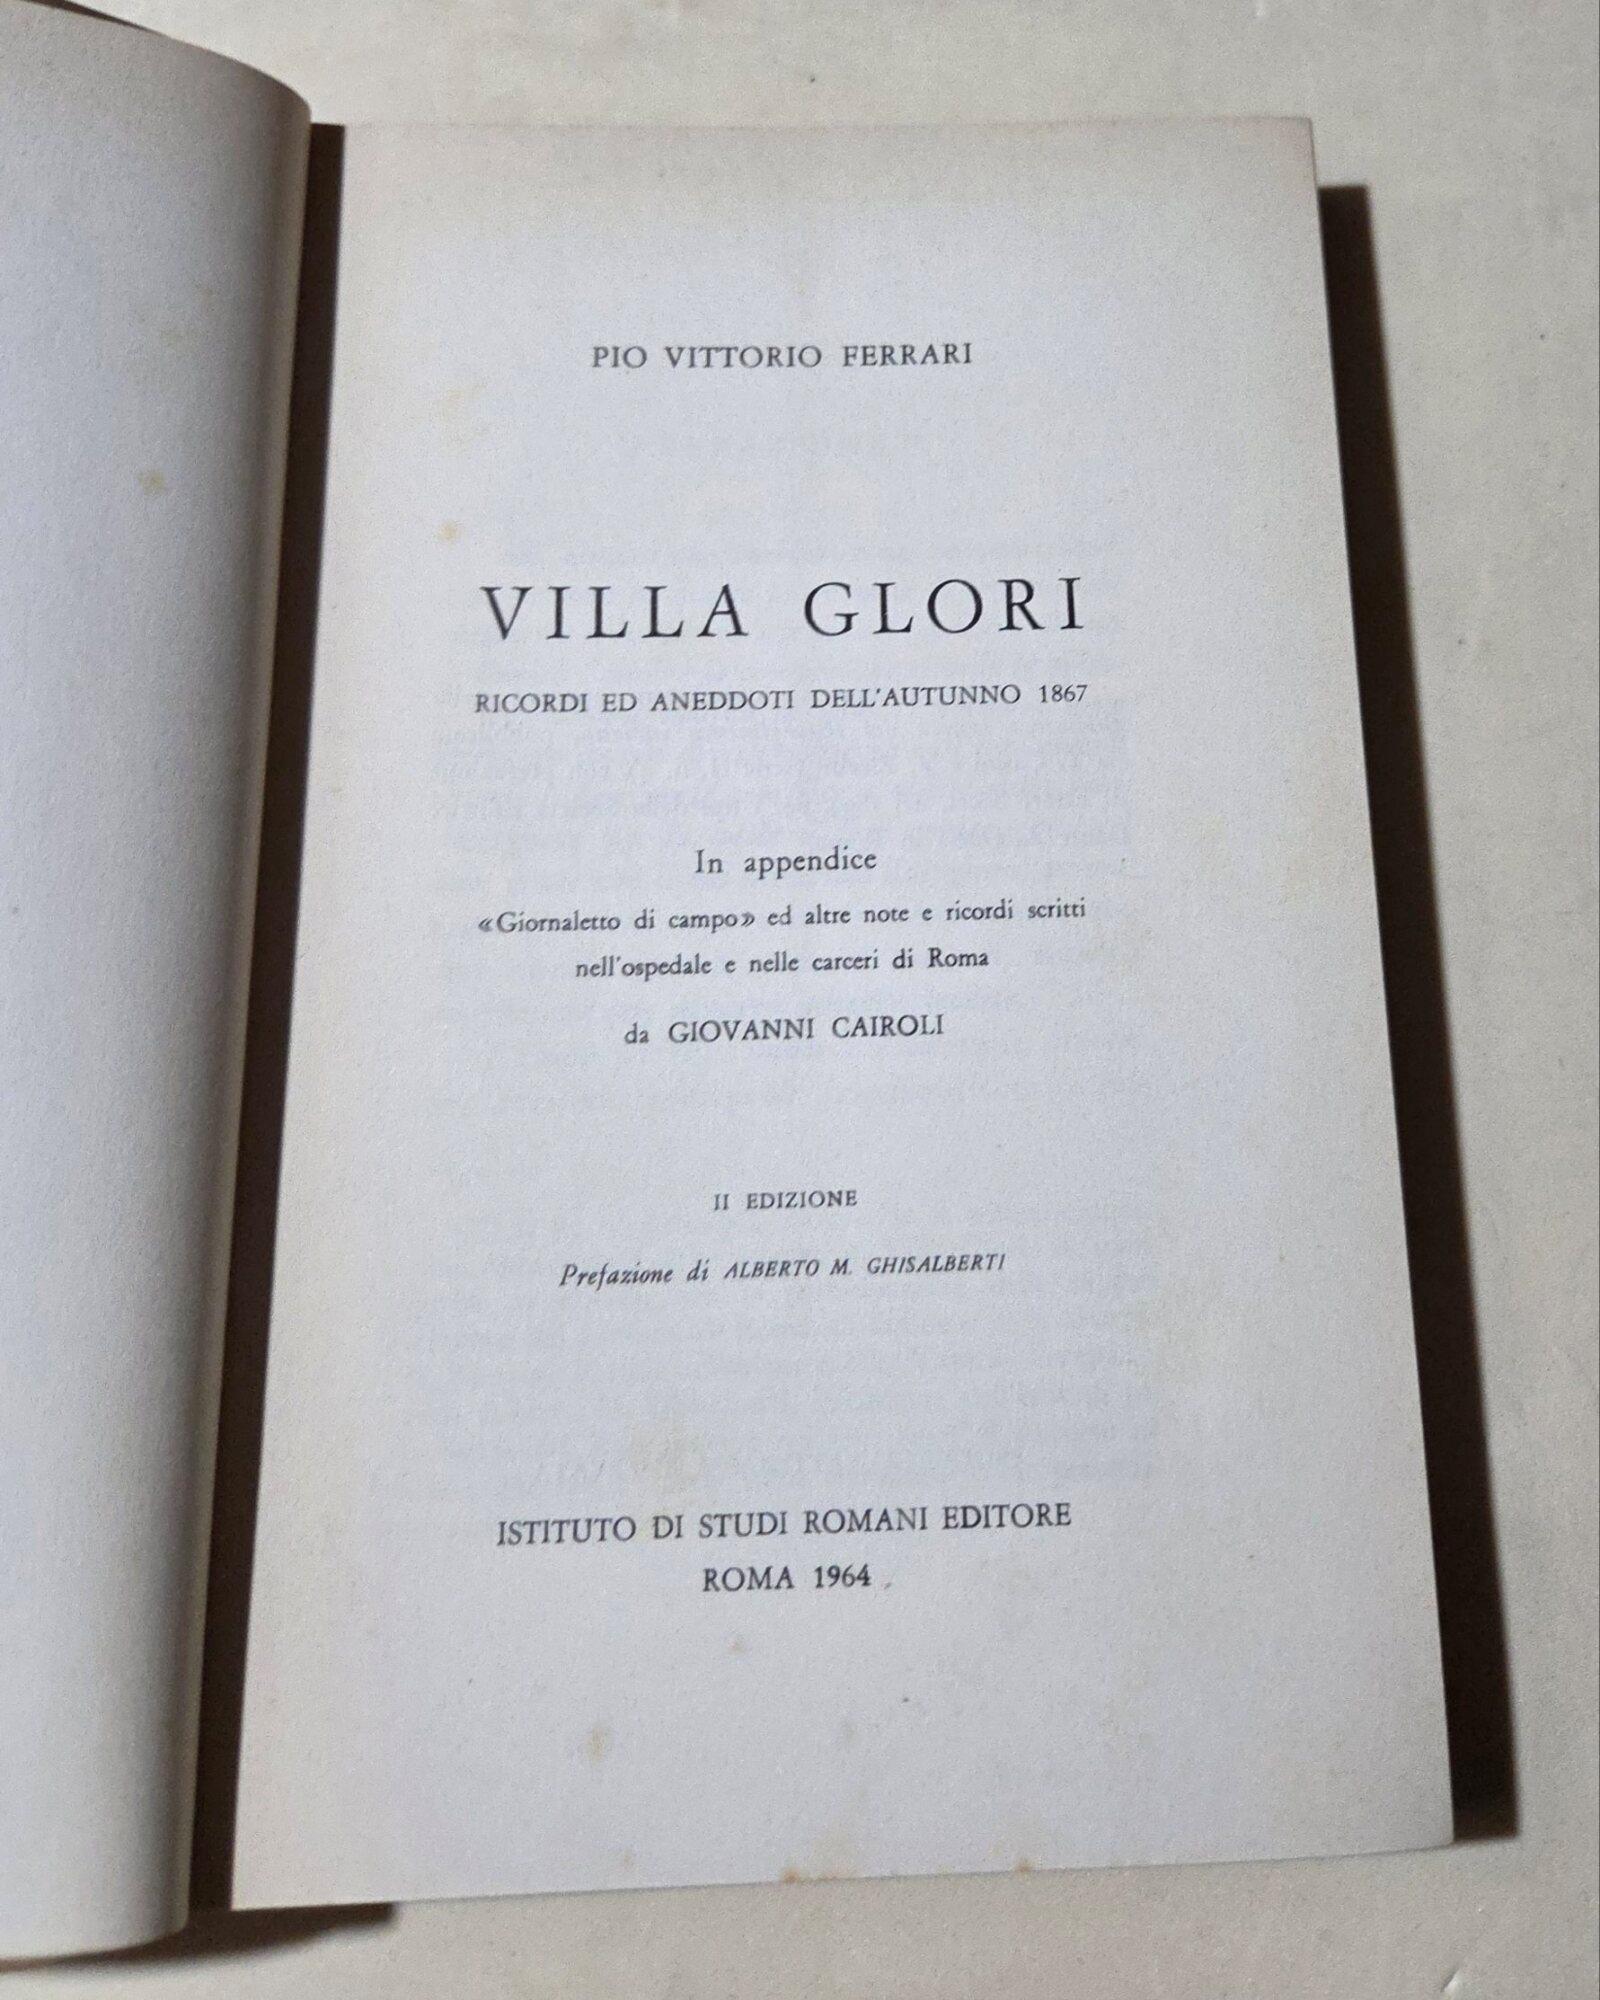 PIO VITTORIO FERRARI
VILLA GLORI
RICORDI ED ANEDDOTI DELL'AUTUNNO 1867
In appendice
«Giornaletto di campo» ed altre note e ricordi scritti
nell'ospedale e nelle carceri di Roma
da GIOVANNI CAIROLI
II EDIZIONE
Prefazione di ALBERTO M. GHISALBERTI
ISTITUTO DI STUDI ROMANI EDITORE
ROMA 1964